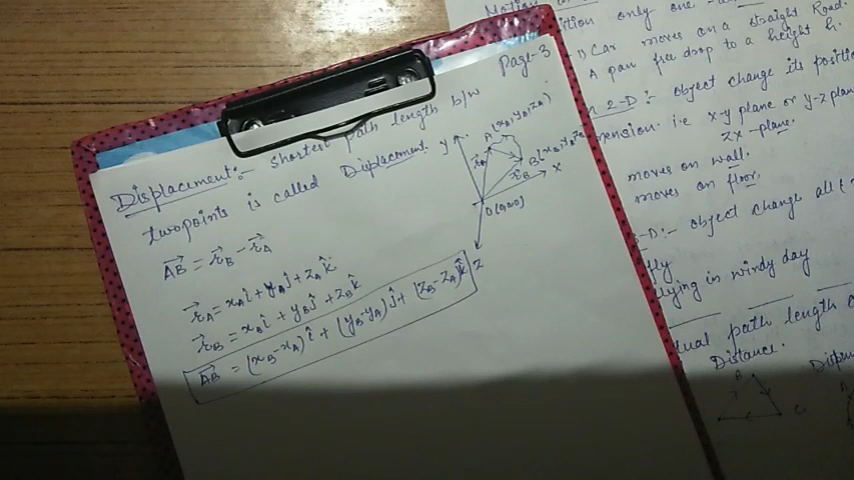 Page-3
Displacement:- shortest path length b/w
two points is called Displacement.
y
A(xA,yA,zA)
B(xB,yB,zB)
x
O(0,0,0)
z
→AB = →rB - →rA
→rA = xAî + yAĵ + zAk̂
→rB = xBî + yBĵ + zBk̂
→AB = (xB-xA)î + (yB-yA)ĵ + (zB-zA)k̂
only one
1) Car moves on a straight Road.
A pan free drop to a height h.
2-D:- object change its position
i.e x-y plane or y-z plane
zx-plane.
moves on wall.
moves on floor.
-D:- object change all
fly
flying in windy day
path length
Distance.